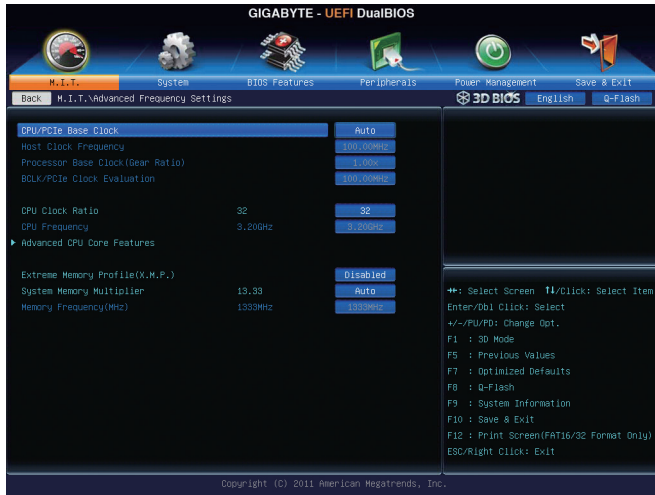 GIGABYTE - UEFI DualBIOS
M.I.T. System BIOS Features Peripherals Power Management Save & Exit
Back M.I.T.\Advanced Frequency Settings 3D BIOS English Q-Flash
CPU/PCIe Base Clock Auto
Host Clock Frequency 100.00MHz
Processor Base Clock(Gear Ratio) 1.00x
BCLK/PCIe Clock Evaluation 100.00MHz
CPU Clock Ratio 32 32
CPU Frequency 3.20GHz 3.20GHz
Advanced CPU Core Features
Extreme Memory Profile(X.M.P.) Disabled
System Memory Multiplier 13.33 Auto
Memory Frequency(MHz) 1333MHz 1333MHz
→←: Select Screen ↑↓/Click: Select Item
Enter/Dbl Click: Select
+/-/PU/PD: Change Opt.
F1 : 3D Mode
F5 : Previous Values
F7 : Optimized Defaults
F8 : Q-Flash
F9 : System Information
F10 : Save & Exit
F12 : Print Screen(FAT16/32 Format Only)
ESC/Right Click: Exit
Copyright (C) 2011 American Megatrends, Inc.